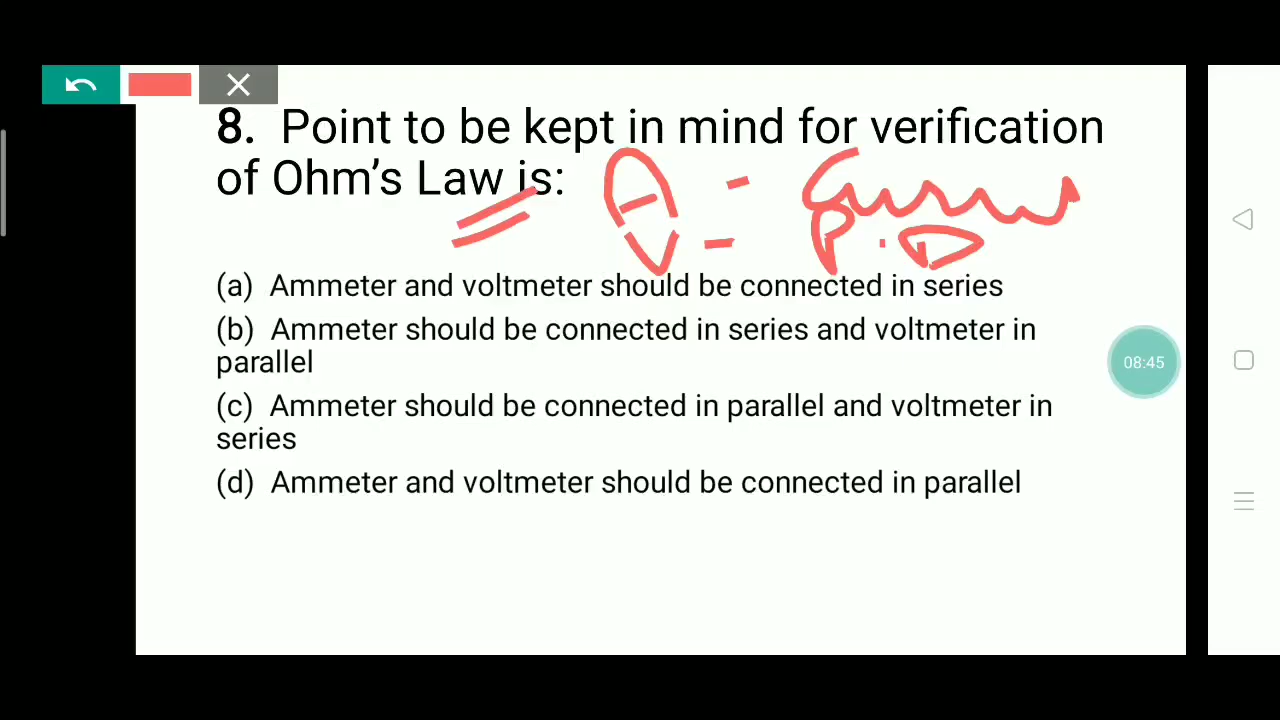 8. Point to be kept in mind for verification
of Ohm's Law is:
A -
V - P.D
(a) Ammeter and voltmeter should be connected in series
(b) Ammeter should be connected in series and voltmeter in
parallel
(c) Ammeter should be connected in parallel and voltmeter in
series
(d) Ammeter and voltmeter should be connected in parallel
08:45